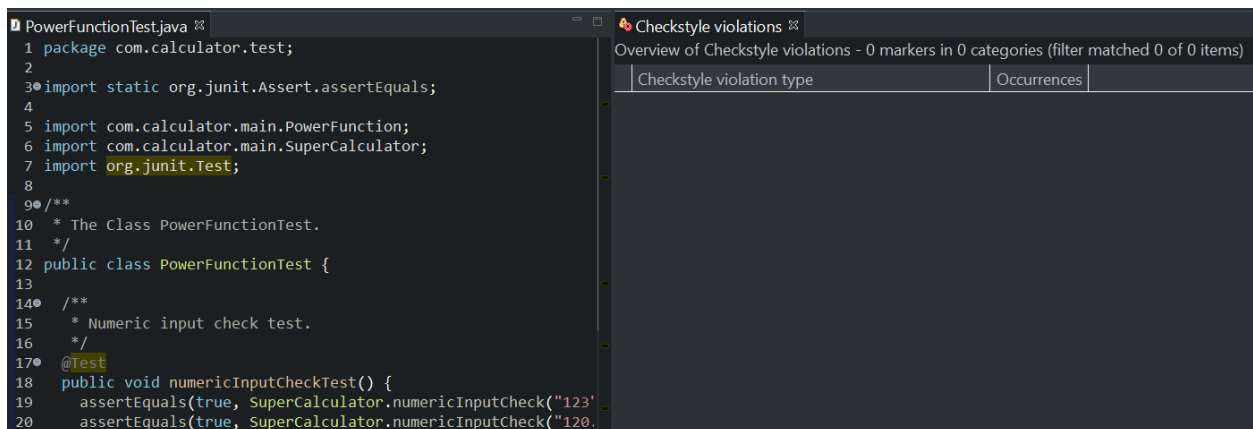 PowerFunctionTest.java
1 package com.calculator.test;
2
3 import static org.junit.Assert.assertEquals;
4
5 import com.calculator.main.PowerFunction;
6 import com.calculator.main.SuperCalculator;
7 import org.junit.Test;
8
9 /**
10 * The Class PowerFunctionTest.
11 */
12 public class PowerFunctionTest {
13
14 /**
15 * Numeric input check test.
16 */
17 @Test
18 public void numericInputCheckTest() {
19 assertEquals(true, SuperCalculator.numericInputCheck("123"
20 assertEquals(true, SuperCalculator.numericInputCheck("120.
Checkstyle violations
Overview of Checkstyle violations - 0 markers in 0 categories (filter matched 0 of 0 items)
Checkstyle violation type Occurrences